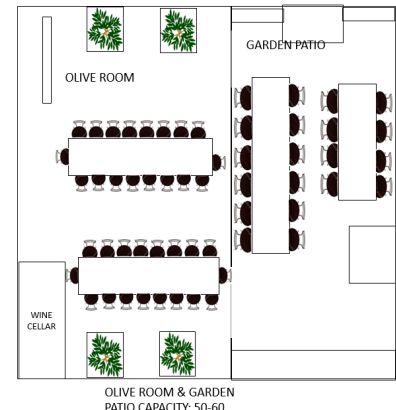 GARDEN PATIO
OLIVE ROOM
WINE
CELLAR
OLIVE ROOM & GARDEN
PATIO CAPACITY: 50-60